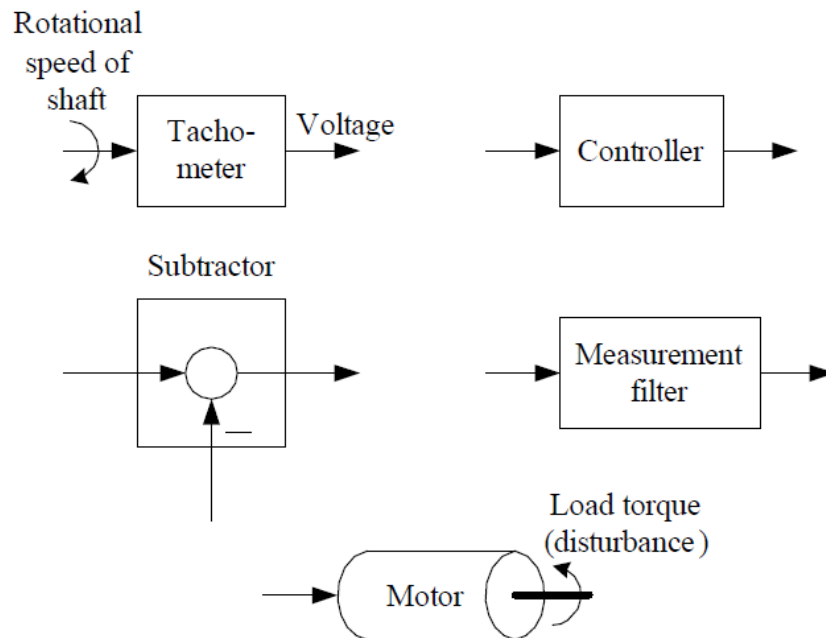 Rotational
speed of
shaft
Tacho-
meter
Voltage
Controller
Subtractor
Measurement
filter
Load torque
(disturbance)
Motor